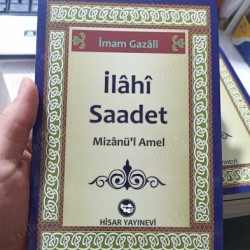 İmam Gazâlî
İlâhî
Saadet
Mizânü'l Amel
HİSAR YAYINEVİ